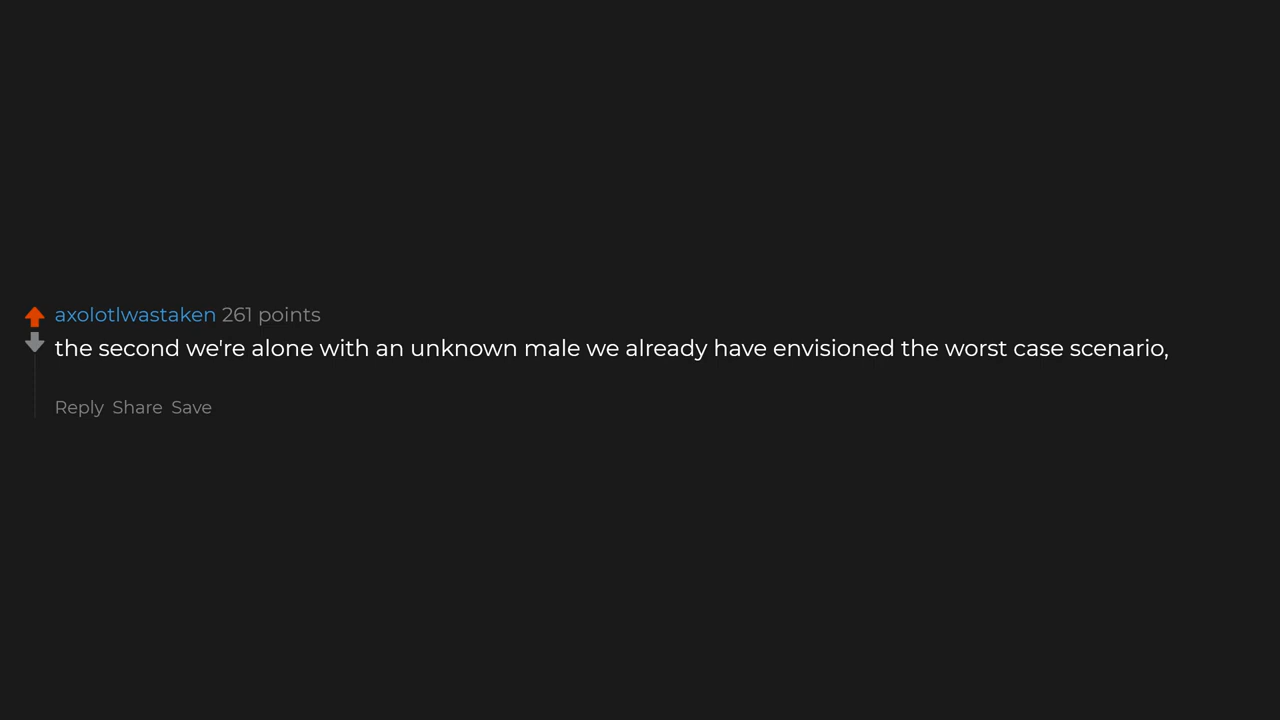 axolotlwastaken 261 points
the second we're alone with an unknown male we already have envisioned the worst case scenario,
Reply Share Save